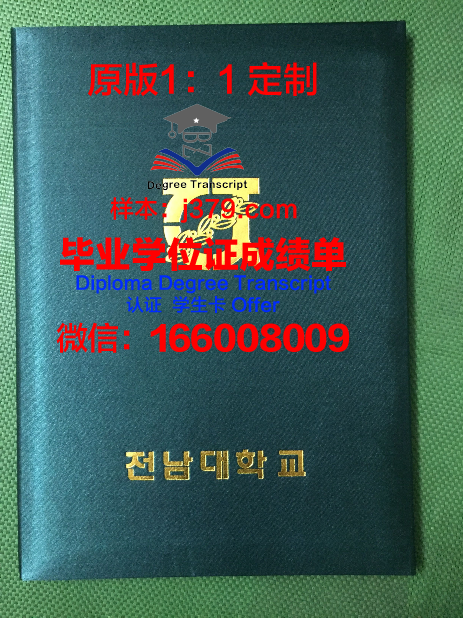 原版1：1 定制
Degree Transcript
样本：j379.com
毕业学位证成绩单
Diploma Degree Transcript
认证 学生卡 Offer
微信：166008009
전남대학교